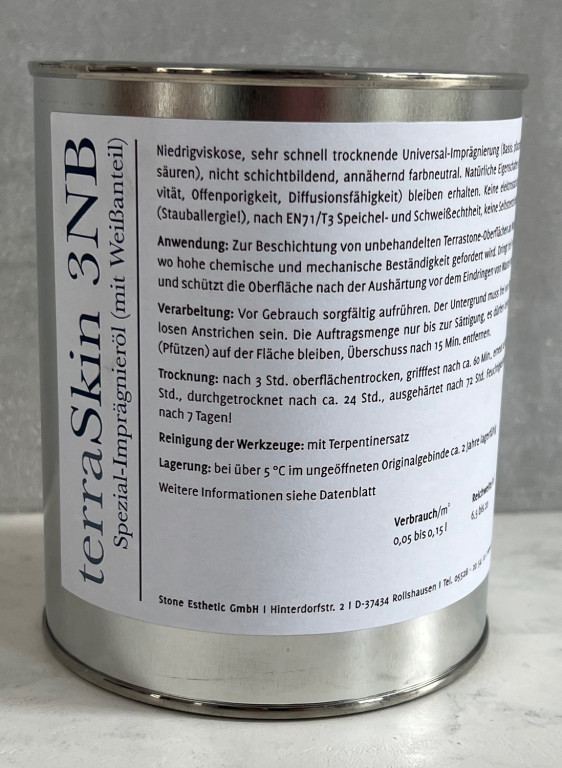 terraSkin 3NB
Spezial-Imprägnieröl (mit Weißanteil)
Niedrigviskose, sehr schnell trocknende Universal-Imprägnierung (Basis:
säuren), nicht schichtbildend, annähernd farbneutral. Natürliche
vität, Offenporigkeit, Diffusionsfähigkeit) bleiben erhalten. Keine
(Stauballergie!), nach EN71/T3 Speichel- und Schweißechtheit, keine
Anwendung: Zur Beschichtung von unbehandelten Terrastone-Oberflächen
wo hohe chemische und mechanische Beständigkeit gefordert wird. Dringt
und schützt die Oberfläche nach der Aushärtung vor dem Eindringen von
Verarbeitung: Vor Gebrauch sorgfältig aufrühren. Der Untergrund muss
losen Anstrichen sein. Die Auftragsmenge nur bis zur Sättigung, es dürfen
(Pfützen) auf der Fläche bleiben, Überschuss nach 15 Min. entfernen.
Trocknung: nach 3 Std. oberflächentrocken, grifffest nach ca. 60 Min.,
Std., durchgetrocknet nach ca. 24 Std., ausgehärtet nach 72 Std.
nach 7 Tagen!
Reinigung der Werkzeuge: mit Terpentinersatz
Lagerung: bei über 5 °C im ungeöffneten Originalgebinde ca. 2 Jahre lagerfähig
Weitere Informationen siehe Datenblatt
Verbrauch/m²
0,05 bis 0,15 l
Stone Esthetic GmbH I Hinterdorfstr. 2 I D-37434 Rollshausen I Tel.